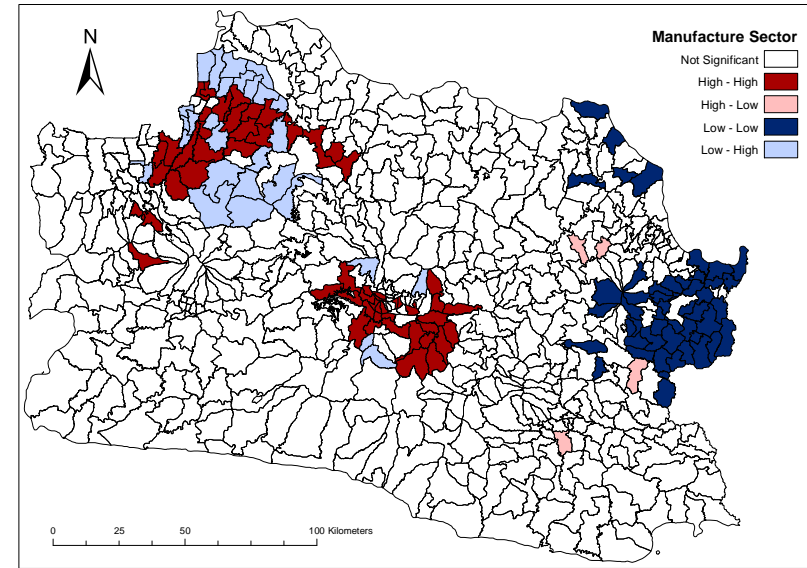 N
Manufacture Sector
Not Significant
High - High
High - Low
Low - Low
Low - High
0 25 50 100 Kilometers